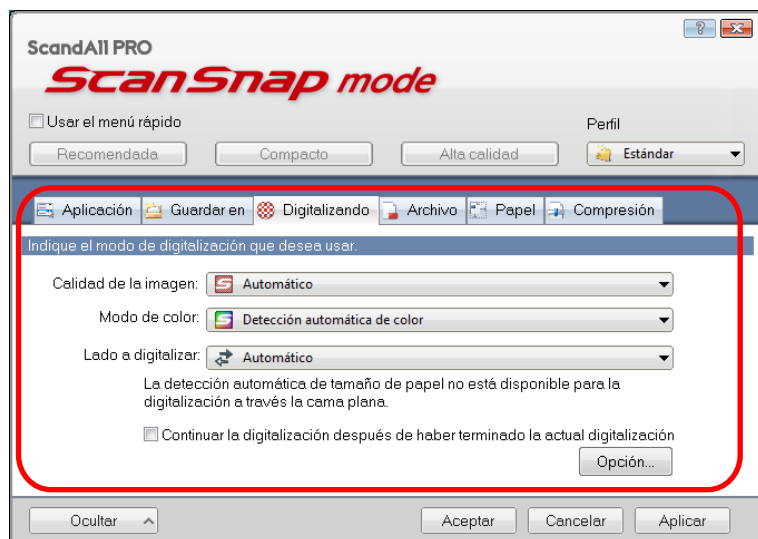 ScandAll PRO
ScanSnap mode
Usar el menú rápido
Perfil
Recomendada Compacto Alta calidad Estándar
Aplicación Guardar en Digitalizando Archivo Papel Compresión
Indique el modo de digitalización que desea usar.
Calidad de la imagen: Automático
Modo de color: Detección automática de color
Lado a digitalizar: Automático
La detección automática de tamaño de papel no está disponible para la
digitalización a través la cama plana.
Continuar la digitalización después de haber terminado la actual digitalización
Opción...
Ocultar Aceptar Cancelar Aplicar